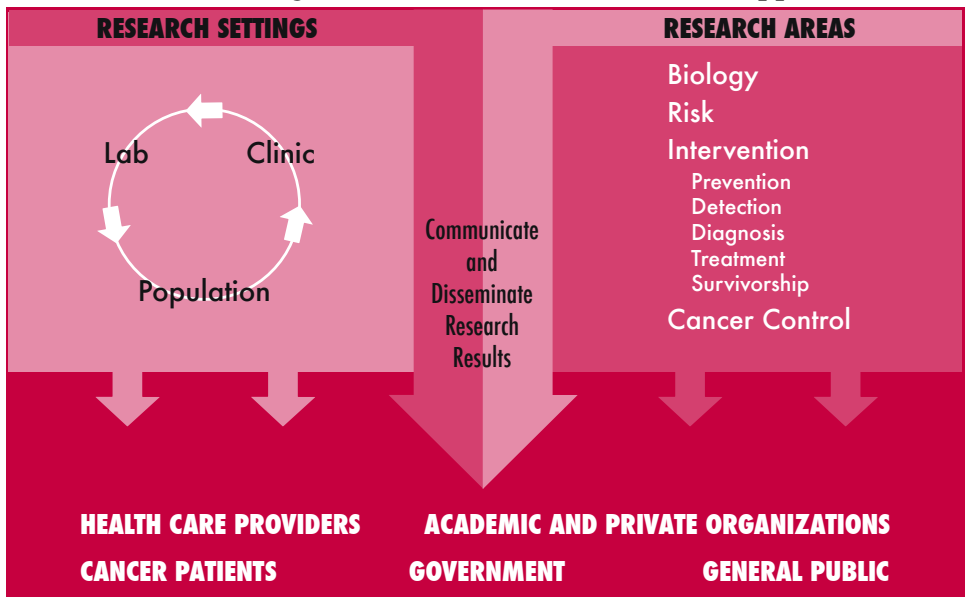 RESEARCH SETTINGS
Lab
Clinic
Population
Communicate
and
Disseminate
Research
Results
RESEARCH AREAS
Biology
Risk
Intervention
Prevention
Detection
Diagnosis
Treatment
Survivorship
Cancer Control
HEALTH CARE PROVIDERS
ACADEMIC AND PRIVATE ORGANIZATIONS
CANCER PATIENTS
GOVERNMENT
GENERAL PUBLIC